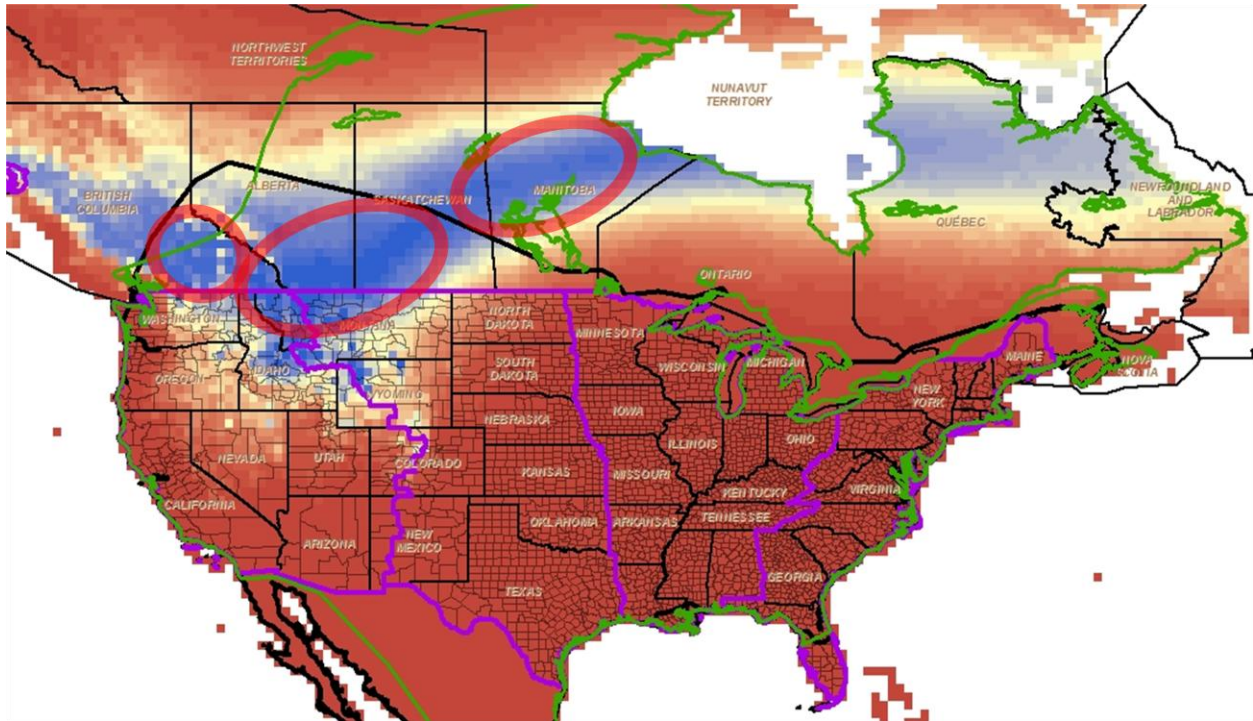 NORTHWEST
TERRITORIES
NUNAVUT
TERRITORY
BRITISH
COLUMBIA
ALBERTA
SASKATCHEWAN
MANITOBA
QUÉBEC
NEWFOUNDLAND
AND
LABRADOR
ONTARIO
WASHINGTON
MONTANA
NORTH
DAKOTA
MINNESOTA
MAINE
NOVA
OREGON
IDAHO
WYOMING
SOUTH
DAKOTA
WISCONSIN
MICHIGAN
NEW
YORK
NEBRASKA
IOWA
ILLINOIS
OHIO
NEVADA
UTAH
COLORADO
KANSAS
MISSOURI
KENTUCKY
VIRGINIA
CALIFORNIA
ARIZONA
NEW
MEXICO
OKLAHOMA
ARKANSAS
TENNESSEE
TEXAS
GEORGIA